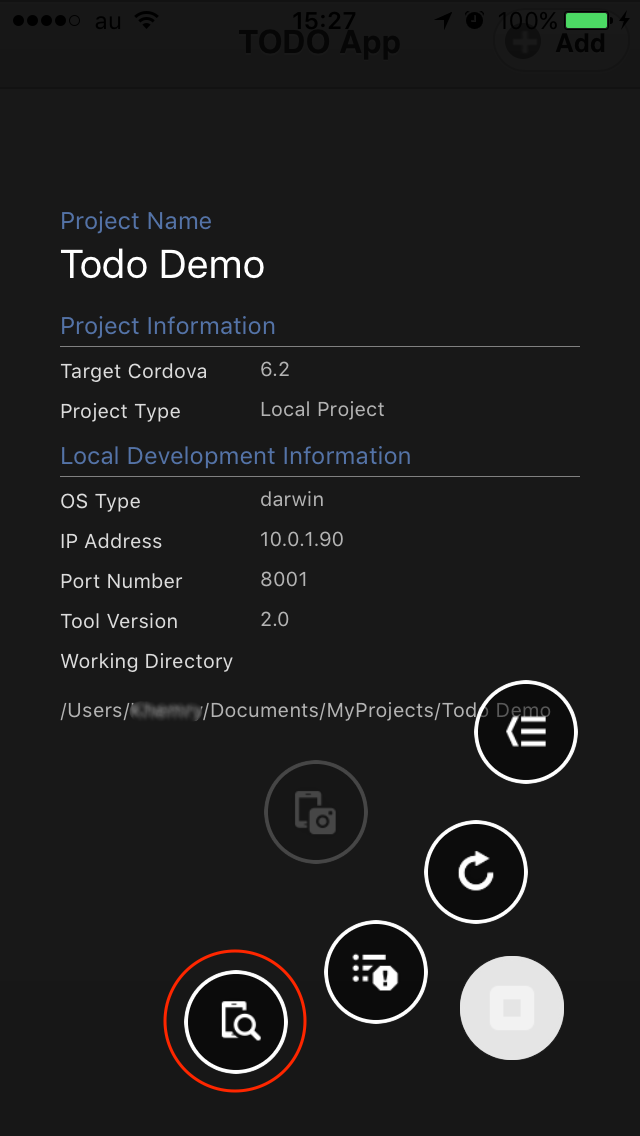 au 15:27 100%
TODO App Add
Project Name
Todo Demo
Project Information
Target Cordova 6.2
Project Type Local Project
Local Development Information
OS Type darwin
IP Address 10.0.1.90
Port Number 8001
Tool Version 2.0
Working Directory
/Users/ /Documents/MyProjects/Todo Demo